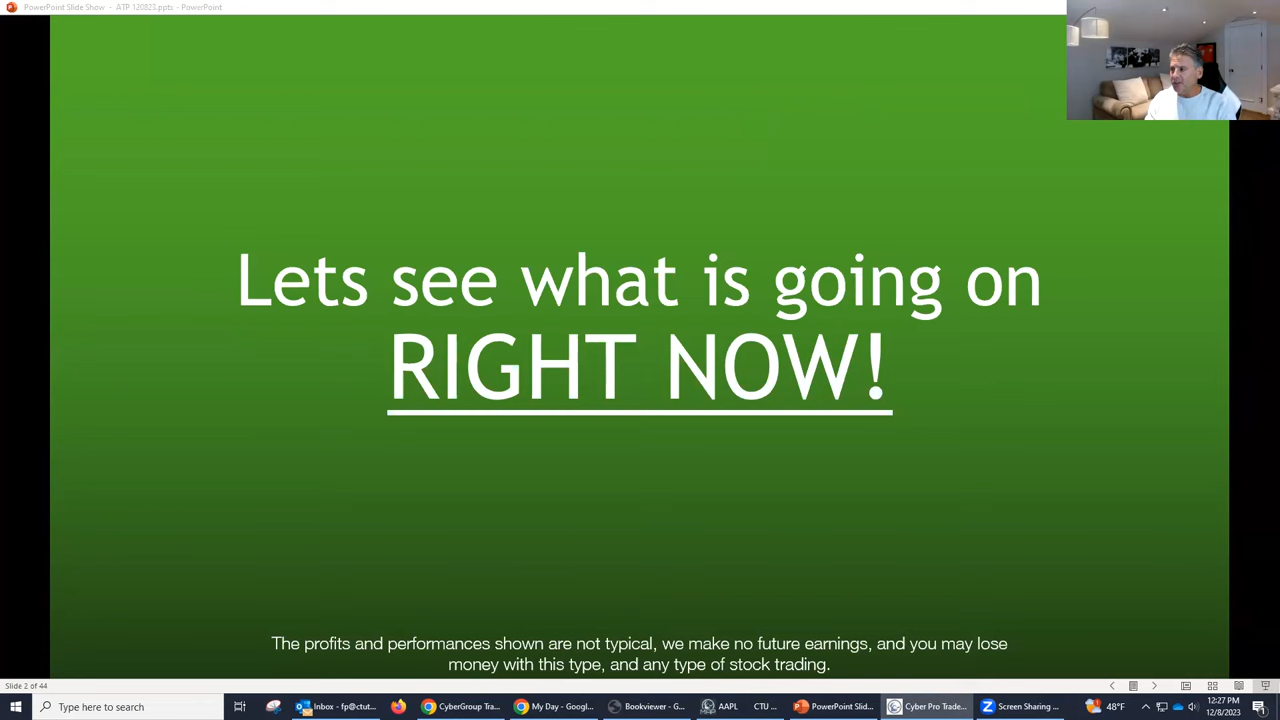 PowerPoint Slide Show - ATP 120823.ppts - PowerPoint
Lets see what is going on
RIGHT NOW!
The profits and performances shown are not typical, we make no future earnings, and you may lose
money with this type, and any type of stock trading.
Slide 2 of 44
Type here to search
Inbox - fp@ctut...
CyberGroup Tra...
My Day - Googl...
Bookviewer - G...
AAPL
CTU ...
PowerPoint Slid...
Cyber Pro Trade...
Screen Sharing ...
48°F
12:27 PM
12/8/2023